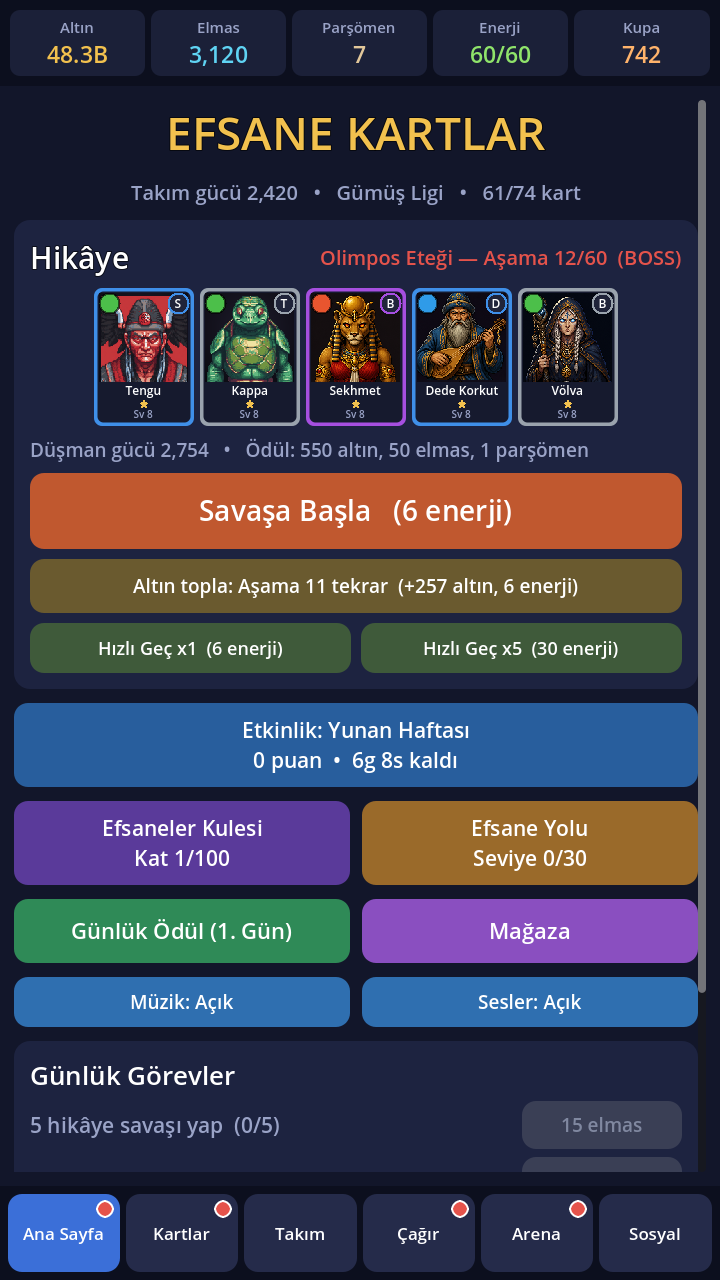 Altın Elmas Parşömen Enerji Kupa
48.3B 3,120 7 60/60 742
EFSANE KARTLAR
Takım gücü 2,420 • Gümüş Ligi • 61/74 kart
Hikâye Olimpos Eteği — Aşama 12/60 (BOSS)
S T B D B
Tengu Kappa Sekhmet Dede Korkut Völva
Sv 8 Sv 8 Sv 8 Sv 8 Sv 8
Düşman gücü 2,754 • Ödül: 550 altın, 50 elmas, 1 parşömen
Savaşa Başla (6 enerji)
Altın topla: Aşama 11 tekrar (+257 altın, 6 enerji)
Hızlı Geç x1 (6 enerji) Hızlı Geç x5 (30 enerji)
Etkinlik: Yunan Haftası
0 puan • 6g 8s kaldı
Efsaneler Kulesi Efsane Yolu
Kat 1/100 Seviye 0/30
Günlük Ödül (1. Gün) Mağaza
Müzik: Açık Sesler: Açık
Günlük Görevler
5 hikâye savaşı yap (0/5) 15 elmas
Ana Sayfa Kartlar Takım Çağır Arena Sosyal